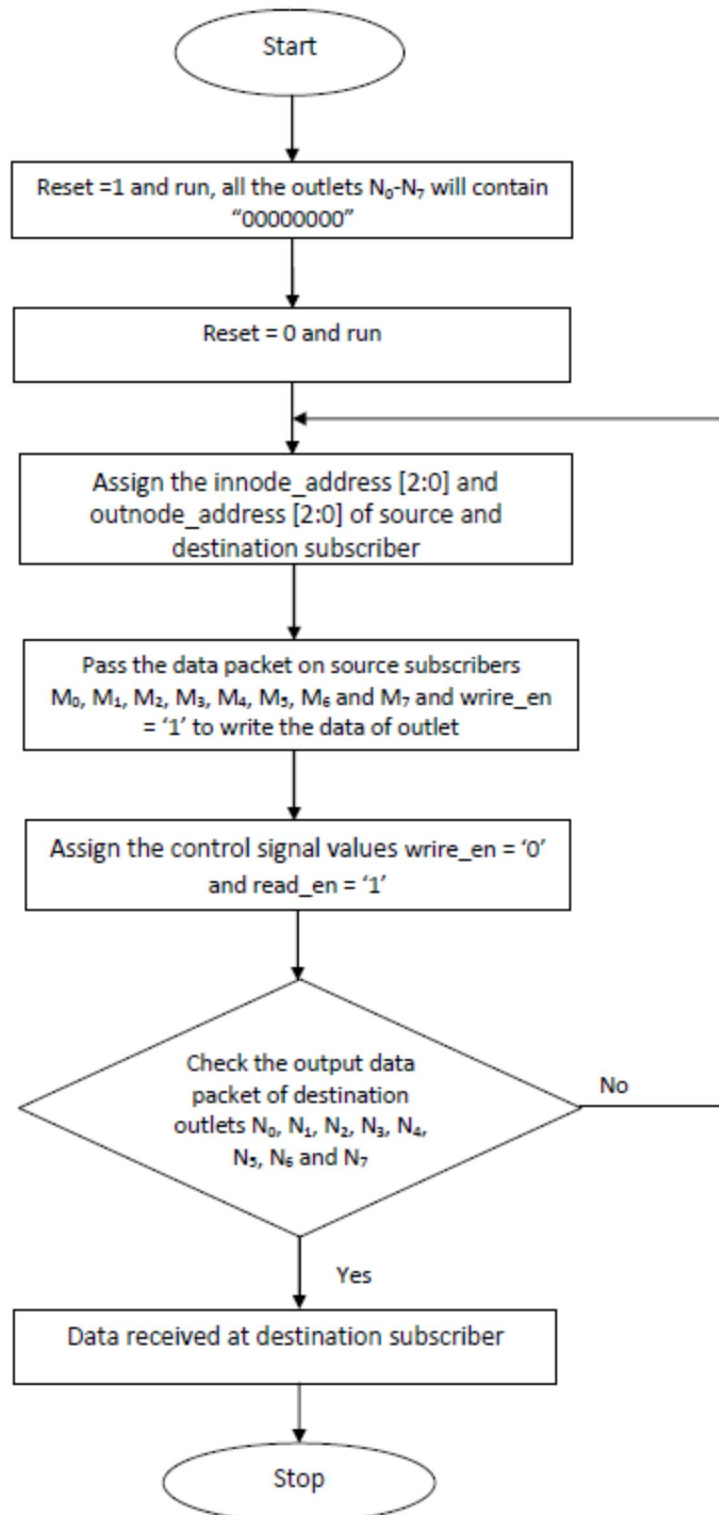 Start
Reset =1 and run, all the outlets N₀-N₇ will contain
“00000000”
Reset = 0 and run
Assign the innode_address [2:0] and
outnode_address [2:0] of source and
destination subscriber
Pass the data packet on source subscribers
M₀, M₁, M₂, M₃, M₄, M₅, M₆ and M₇ and wrire_en
= ‘1’ to write the data of outlet
Assign the control signal values wrire_en = ‘0’
and read_en = ‘1’
Check the output data
packet of destination
outlets N₀, N₁, N₂, N₃, N₄,
N₅, N₆ and N₇
No
Yes
Data received at destination subscriber
Stop